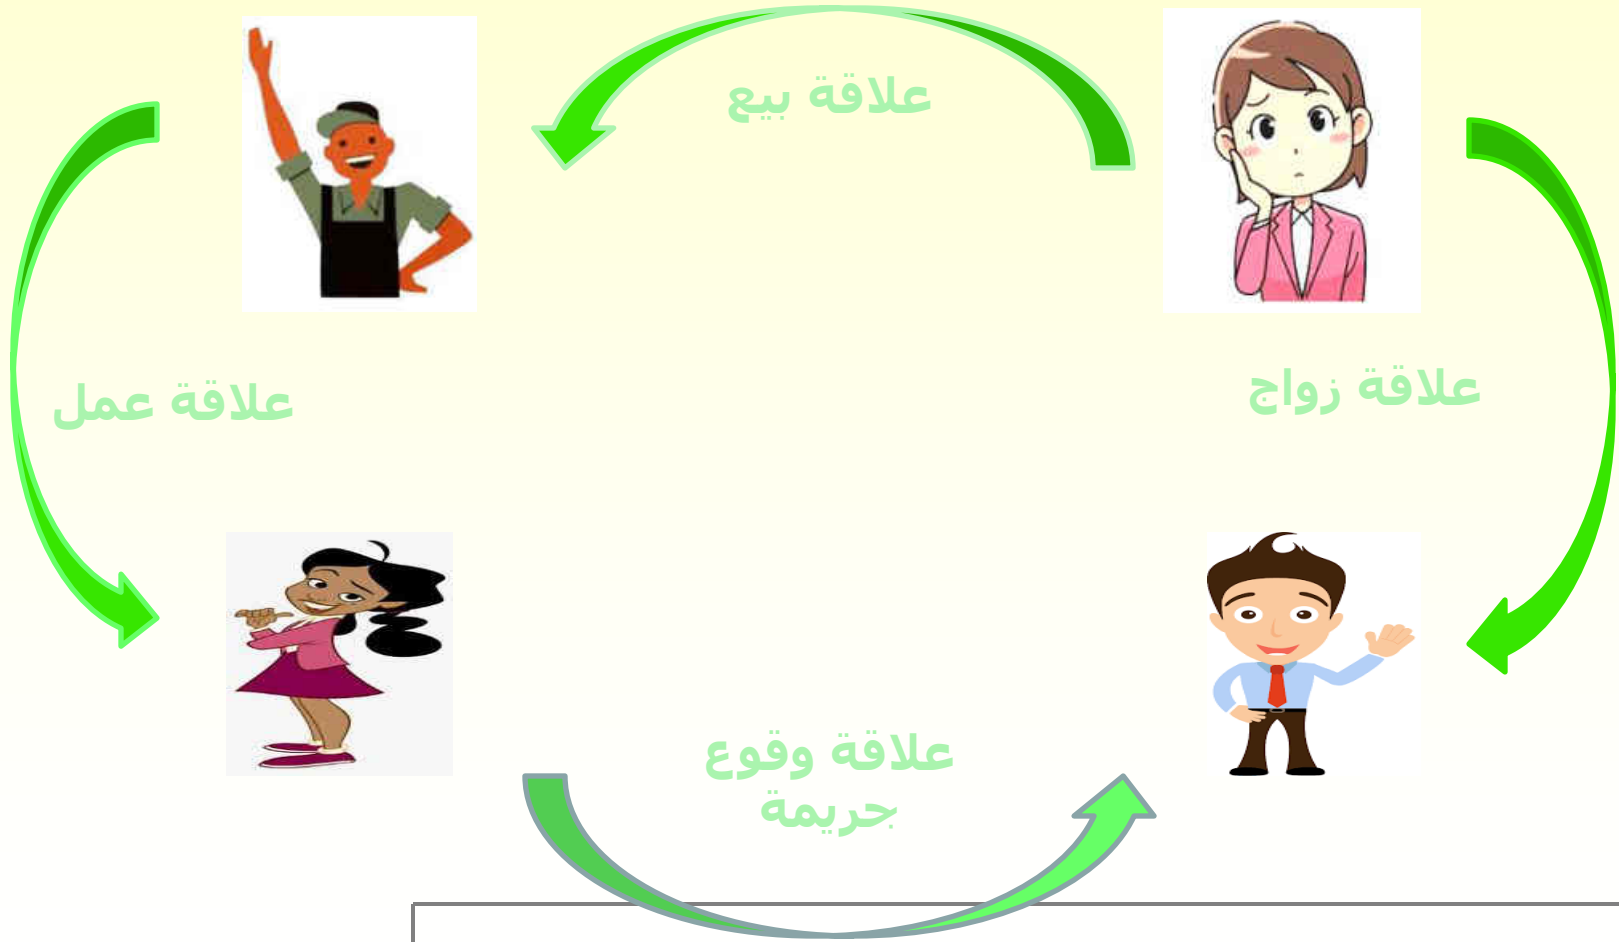 علاقة بيع
علاقة زواج
علاقة عمل
علاقة وقوع
جريمة